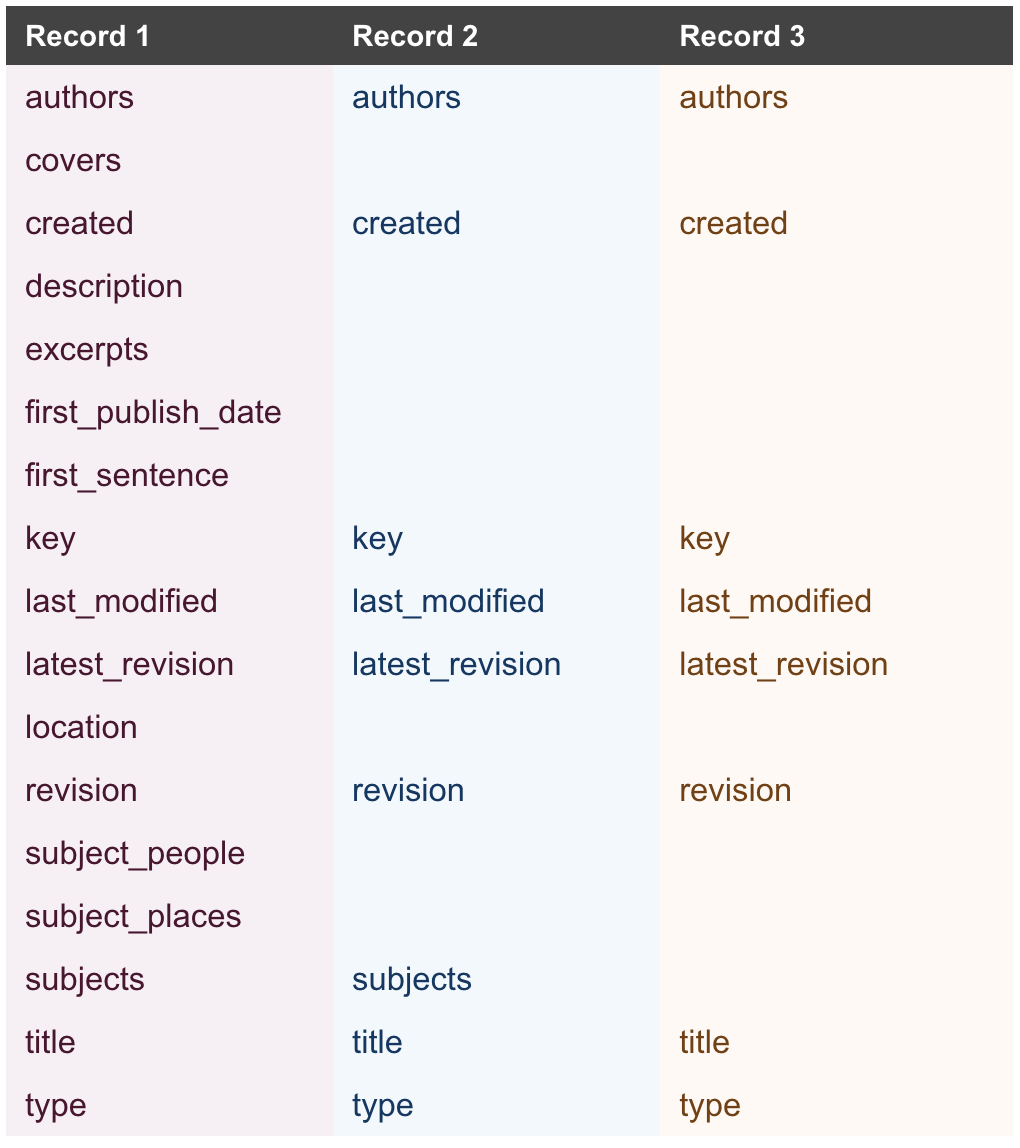 Record 1 Record 2 Record 3
authors authors authors
covers
created created created
description
excerpts
first_publish_date
first_sentence
key key key
last_modified last_modified last_modified
latest_revision latest_revision latest_revision
location
revision revision revision
subject_people
subject_places
subjects subjects
title title title
type type type